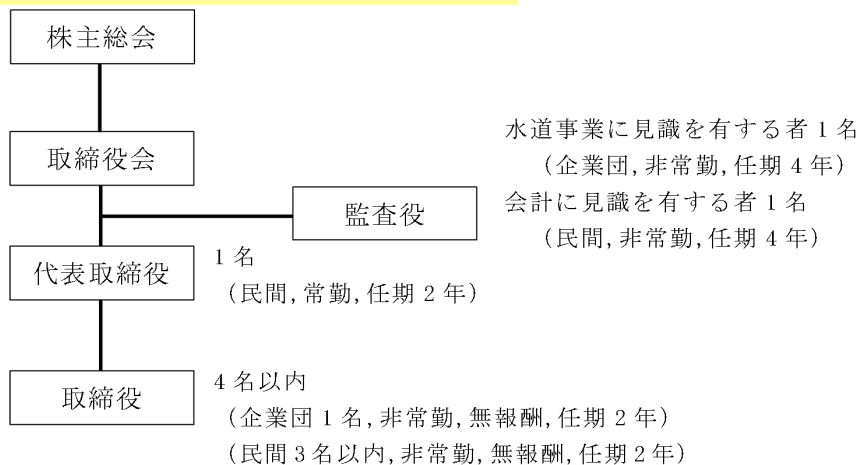 株主総会
取締役会
水道事業に見識を有する者 1 名
(企業団, 非常勤, 任期 4 年)
会計に見識を有する者 1 名
(民間, 非常勤, 任期 4 年)
監査役
代表取締役
1 名
(民間, 常勤, 任期 2 年)
取締役
4 名以内
(企業団 1 名, 非常勤, 無報酬, 任期 2 年)
(民間 3 名以内, 非常勤, 無報酬, 任期 2 年)